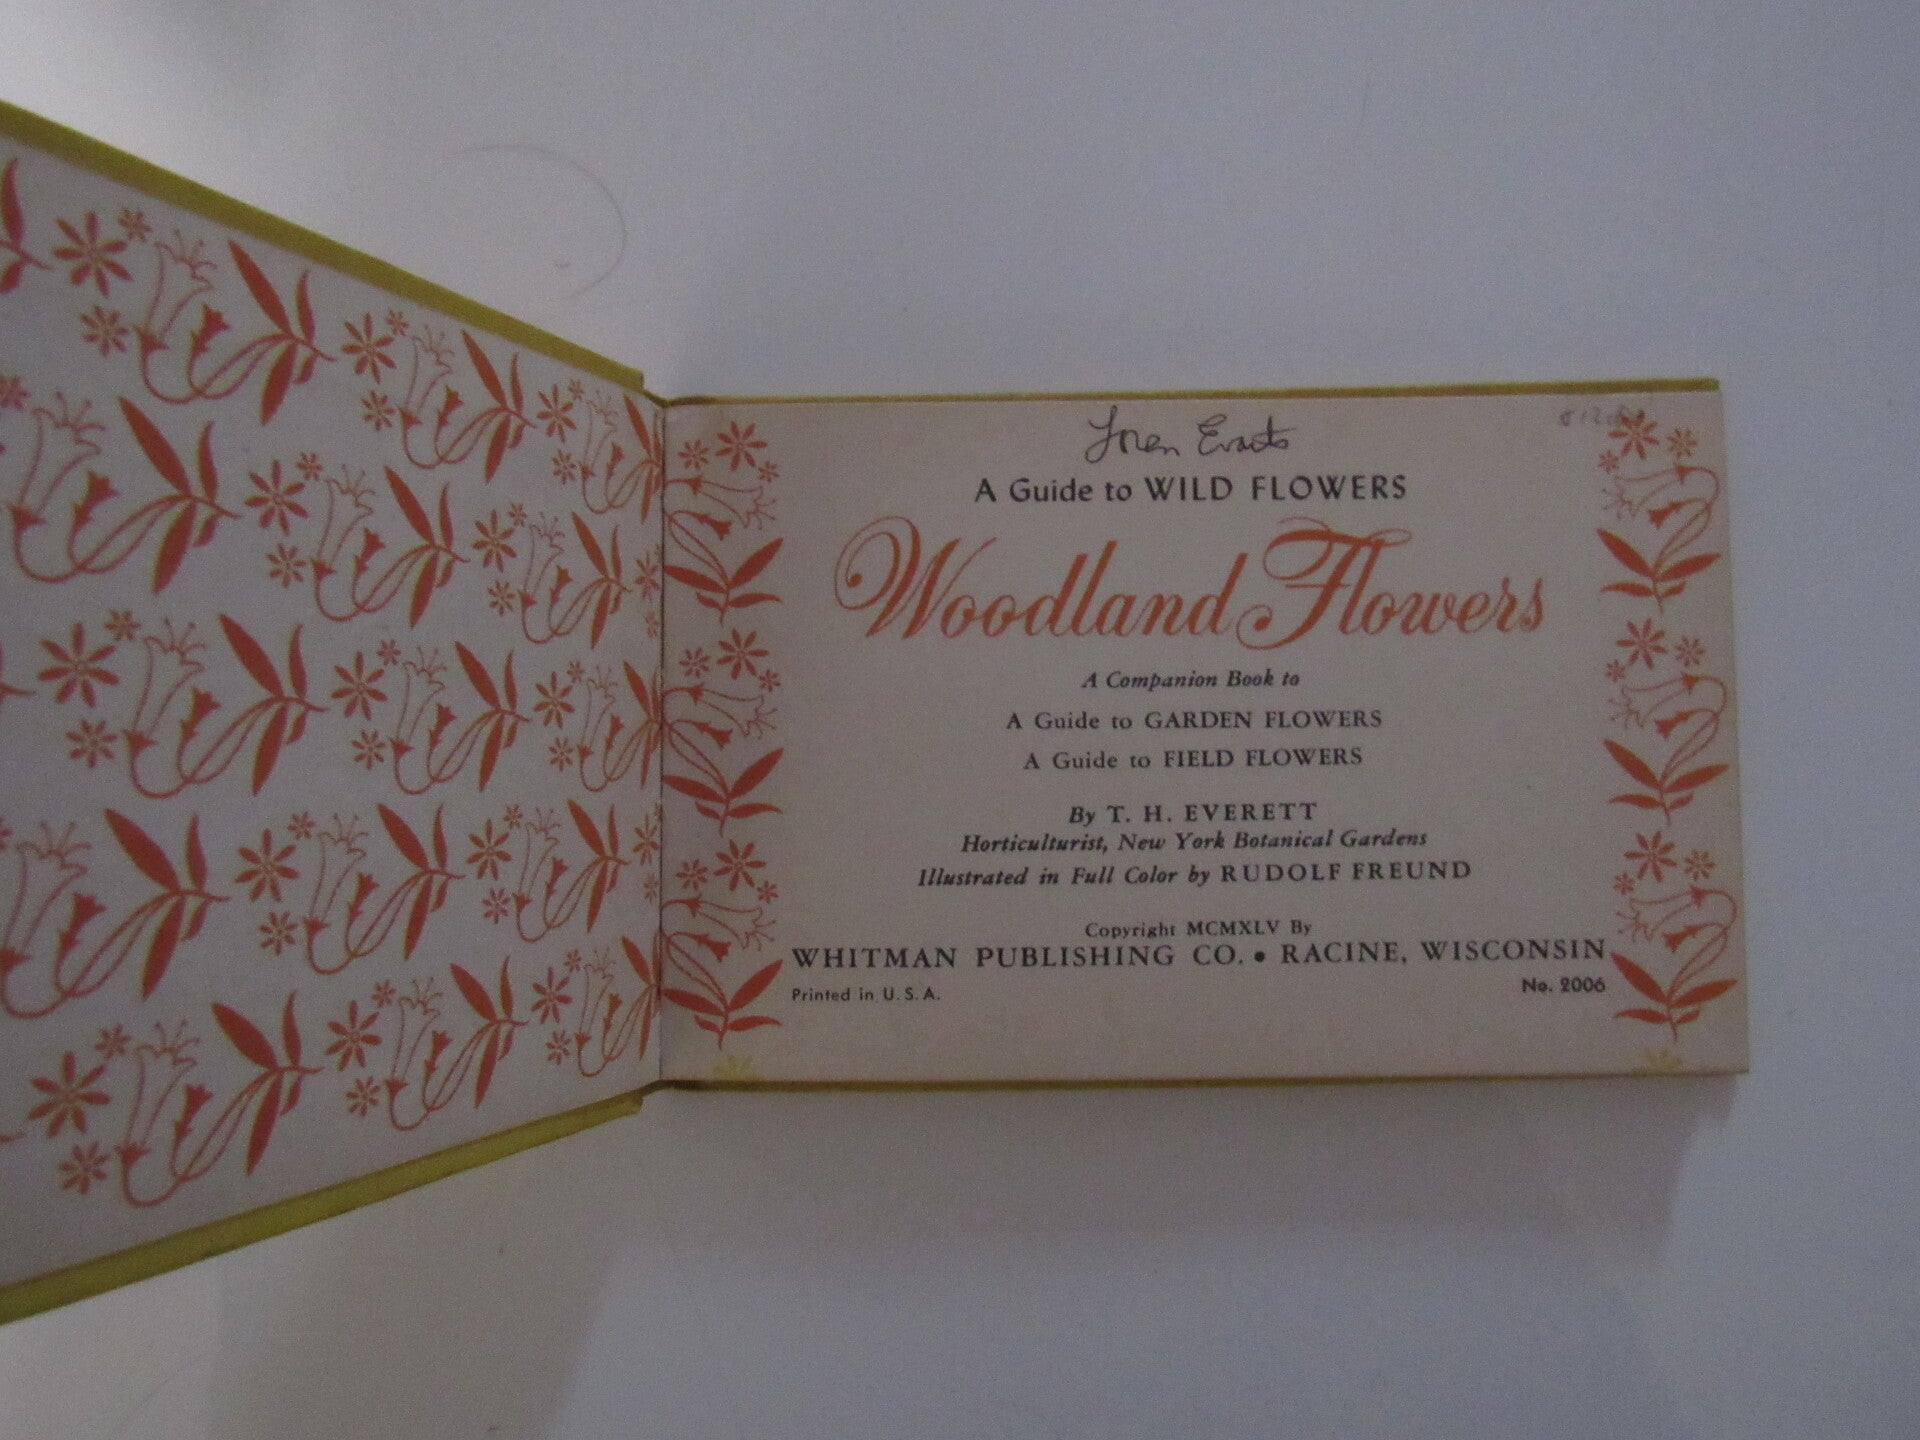 Loren Evarts
A Guide to WILD FLOWERS
Woodland Flowers
A Companion Book to
A Guide to GARDEN FLOWERS
A Guide to FIELD FLOWERS
By T. H. EVERETT
Horticulturist, New York Botanical Gardens
Illustrated in Full Color by RUDOLF FREUND
Copyright MCMXLV By
WHITMAN PUBLISHING CO. • RACINE, WISCONSIN
Printed in U. S. A.
No. 2006